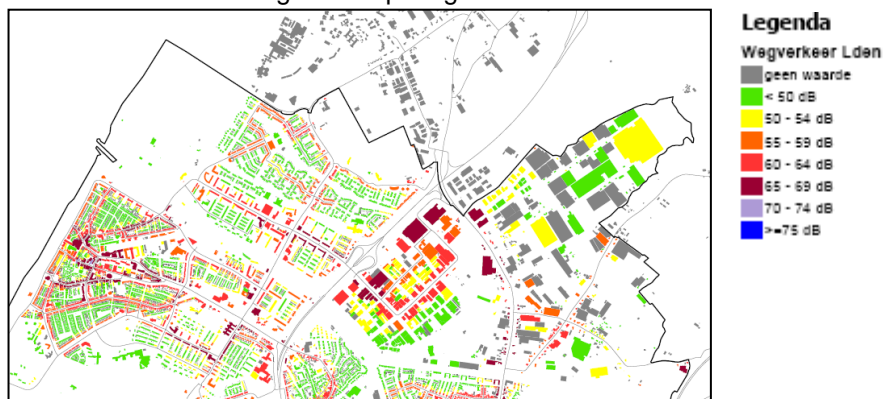 Legenda
Wegverkeer Lden
geen waarde
< 50 dB
50 - 54 dB
55 - 59 dB
60 - 64 dB
65 - 69 dB
70 - 74 dB
>=75 dB